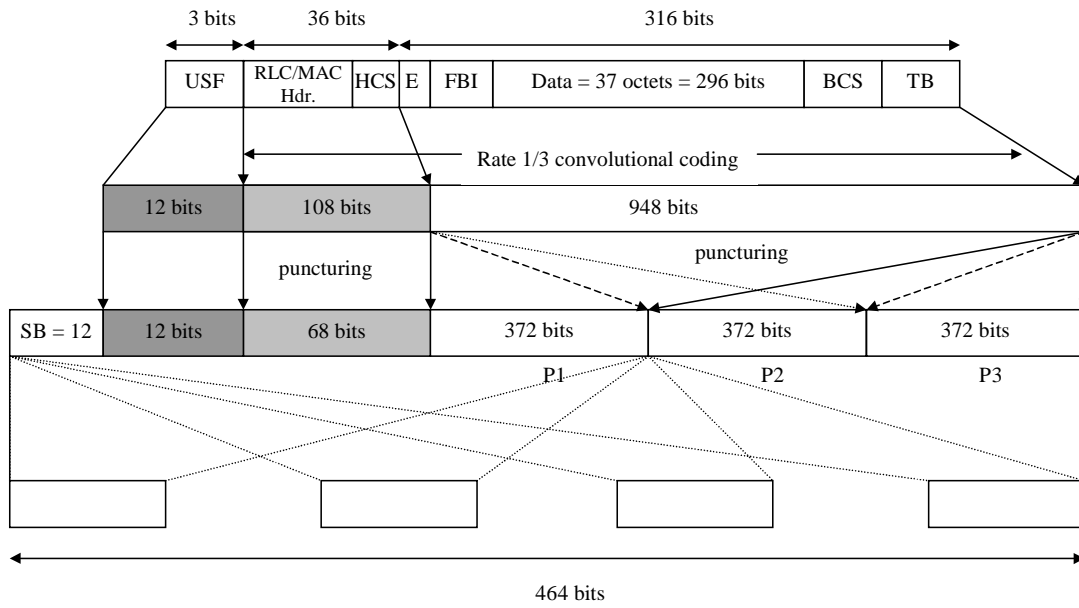 3 bits 36 bits 316 bits
USF RLC/MAC Hdr. HCS E FBI Data = 37 octets = 296 bits BCS TB
Rate 1/3 convolutional coding
12 bits 108 bits 948 bits
puncturing puncturing
SB = 12 12 bits 68 bits 372 bits 372 bits 372 bits
P1 P2 P3
464 bits